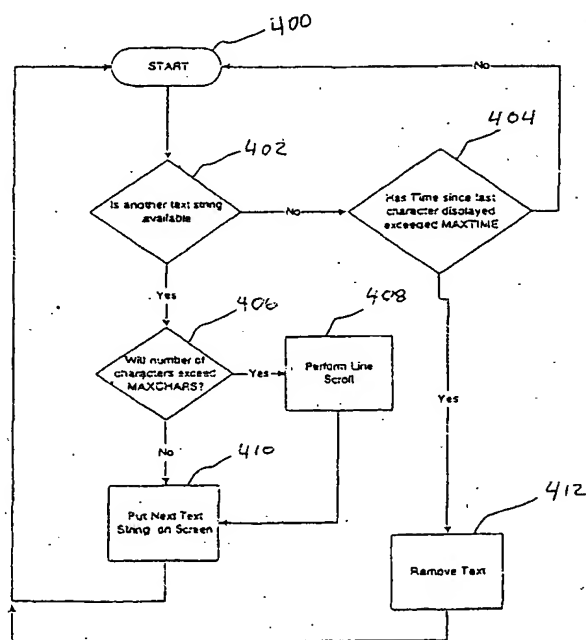 400
START
No
402
404
Is another text string
available
No
Has Time since last
character displayed
exceeded MAXTIME
Yes
406
408
Will number of
characters exceed
MAXCHARS?
Yes
Perform Line
Scroll
Yes
No
410
412
Put Next Text
String on Screen
Remove Text